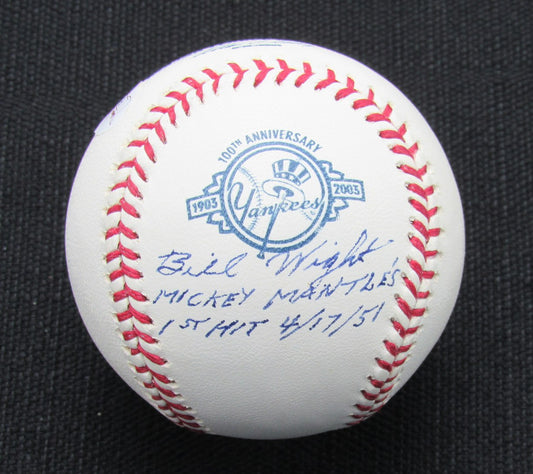 100TH ANNIVERSARY
1903 Yankees 2003
Bill Wight
MICKEY MANTLE'S
1ST HIT 4/17/51